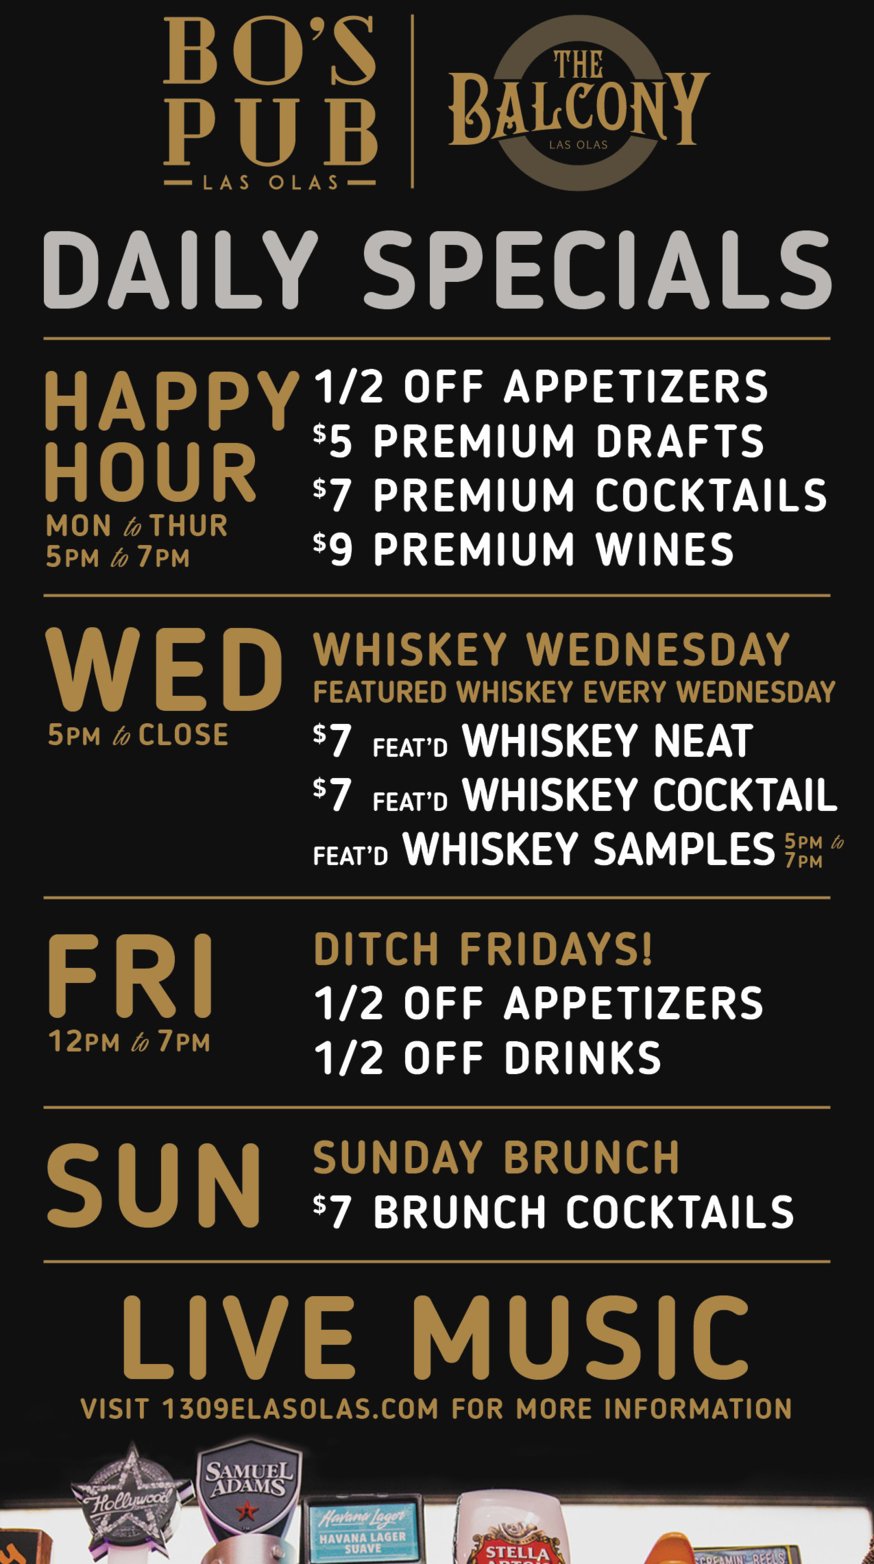 BO'S
PUB
LAS OLAS
THE
BALCONY
LAS OLAS
DAILY SPECIALS
HAPPY
HOUR
MON to THUR
5PM to 7PM
1/2 OFF APPETIZERS
$5 PREMIUM DRAFTS
$7 PREMIUM COCKTAILS
$9 PREMIUM WINES
WED
5PM to CLOSE
WHISKEY WEDNESDAY
FEATURED WHISKEY EVERY WEDNESDAY
$7 FEAT'D WHISKEY NEAT
$7 FEAT'D WHISKEY COCKTAIL
FEAT'D WHISKEY SAMPLES 5PM to
7PM
FRI
12PM to 7PM
DITCH FRIDAYS!
1/2 OFF APPETIZERS
1/2 OFF DRINKS
SUN
SUNDAY BRUNCH
$7 BRUNCH COCKTAILS
LIVE MUSIC
VISIT 1309ELASOLAS.COM FOR MORE INFORMATION
Hollywood
SAMUEL
ADAMS
Havana Lager
HAVANA LAGER
SUAVE
STELLA